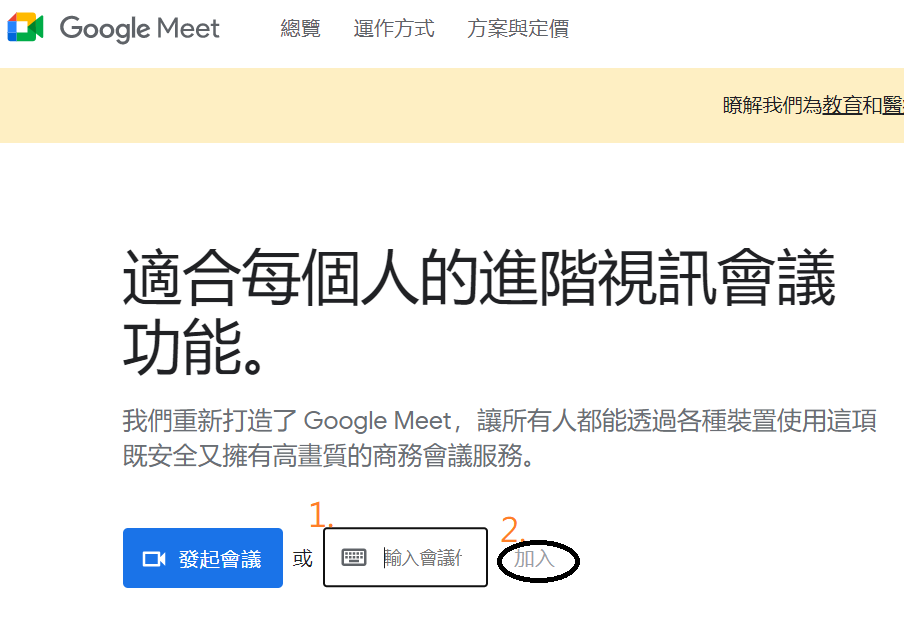 Google Meet 總覽 運作方式 方案與定價
瞭解我們為教育和
適合每個人的進階視訊會議
功能。
我們重新打造了 Google Meet，讓所有人都能透過各種裝置使用這項
既安全又擁有高畫質的商務會議服務。
1. 2.
發起會議 或 輸入會議 加入